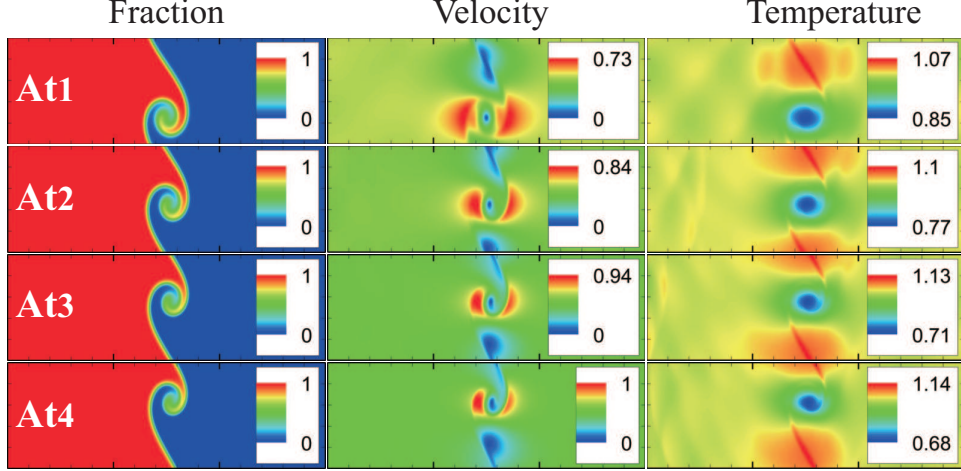 Fraction Velocity Temperature
At1 1 0 0.73 0 1.07 0.85
At2 1 0 0.84 0 1.1 0.77
At3 1 0 0.94 0 1.13 0.71
At4 1 0 1 0 1.14 0.68